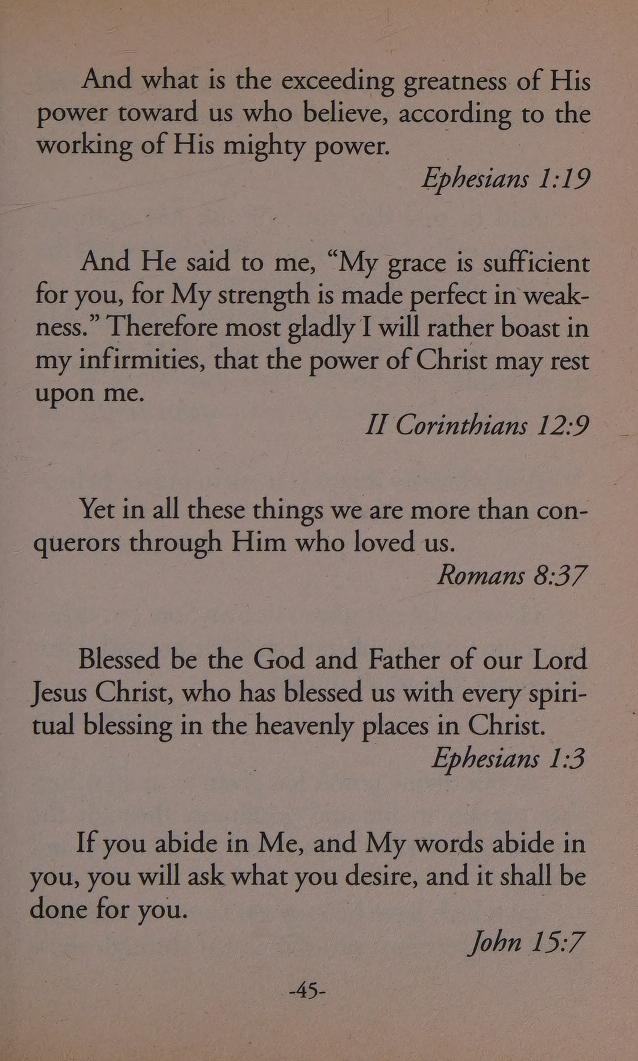 And what is the exceeding greatness of His
power toward us who believe, according to the
working of His mighty power.
Ephesians 1:19
And He said to me, “My grace is sufficient
for you, for My strength is made perfect in weak-
ness.” Therefore most gladly I will rather boast in
my infirmities, that the power of Christ may rest
upon me.
II Corinthians 12:9
Yet in all these things we are more than con-
querors through Him who loved us.
Romans 8:37
Blessed be the God and Father of our Lord
Jesus Christ, who has blessed us with every spiri-
tual blessing in the heavenly places in Christ.
Ephesians 1:3
If you abide in Me, and My words abide in
you, you will ask what you desire, and it shall be
done for you.
John 15:7
-45-